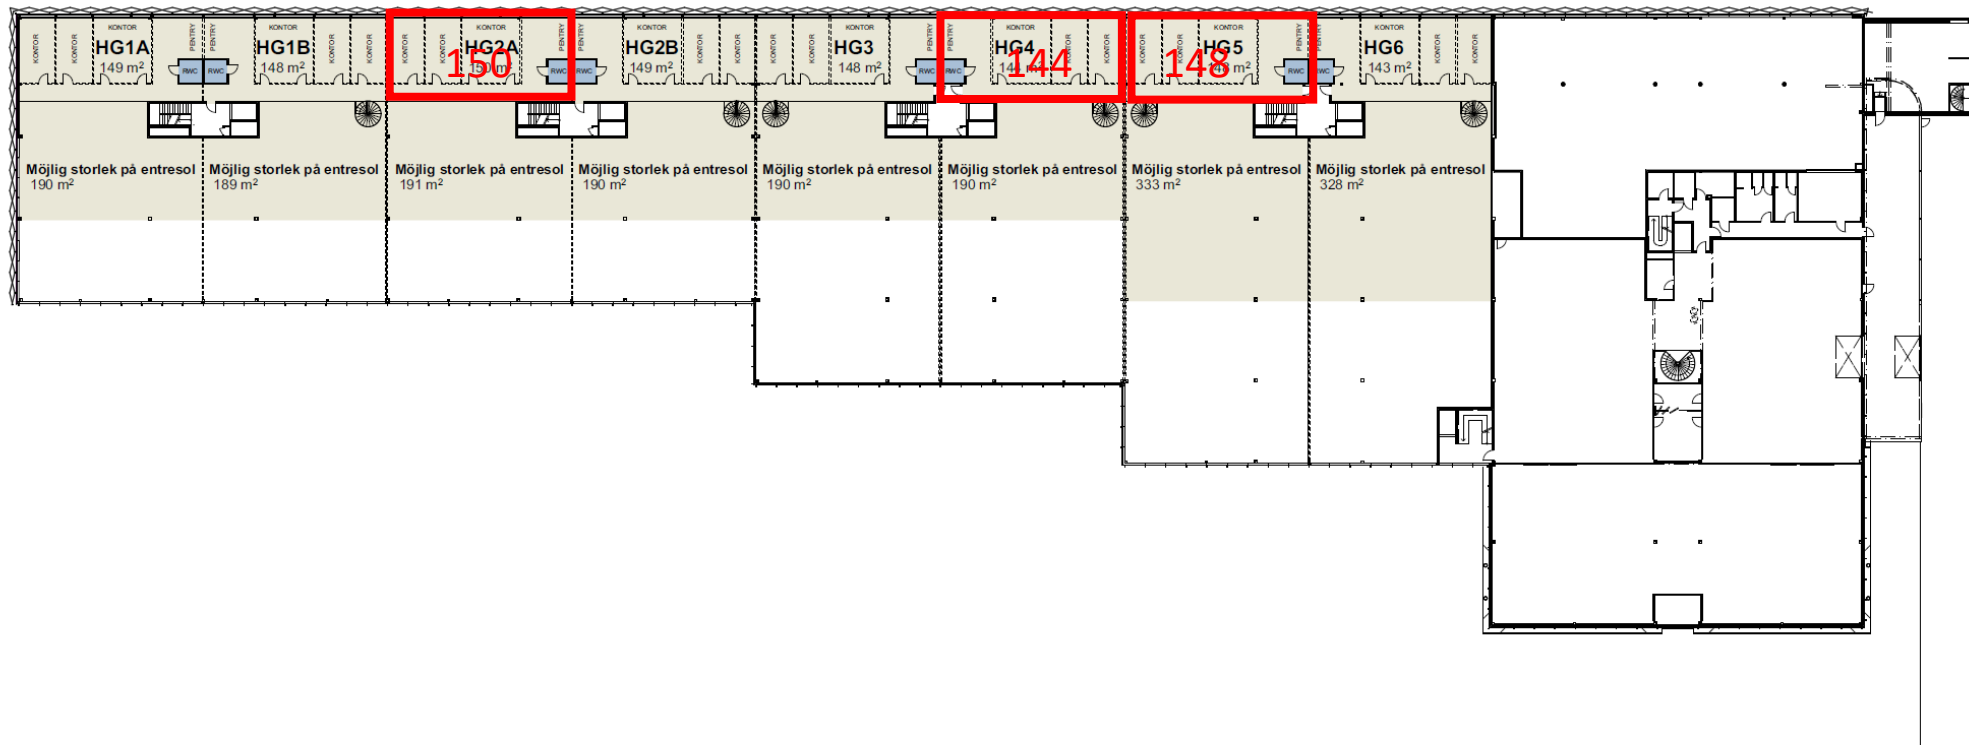 KONTOR
KONTOR
KONTOR
HG1A
149 m²
PENTRY
RWC
PENTRY
RWC
KONTOR
HG1B
148 m²
KONTOR
KONTOR
KONTOR
KONTOR
KONTOR
HG2A
150
PENTRY
RWC
PENTRY
RWC
KONTOR
HG2B
149 m²
KONTOR
KONTOR
KONTOR
KONTOR
KONTOR
HG3
148 m²
PENTRY
RWC
PENTRY
RWC
KONTOR
HG4
144
KONTOR
KONTOR
KONTOR
KONTOR
KONTOR
HG5
148
PENTRY
RWC
PENTRY
RWC
KONTOR
HG6
143 m²
KONTOR
KONTOR
Möjlig storlek på entresol
190 m²
Möjlig storlek på entresol
189 m²
Möjlig storlek på entresol
191 m²
Möjlig storlek på entresol
190 m²
Möjlig storlek på entresol
190 m²
Möjlig storlek på entresol
190 m²
Möjlig storlek på entresol
333 m²
Möjlig storlek på entresol
328 m²